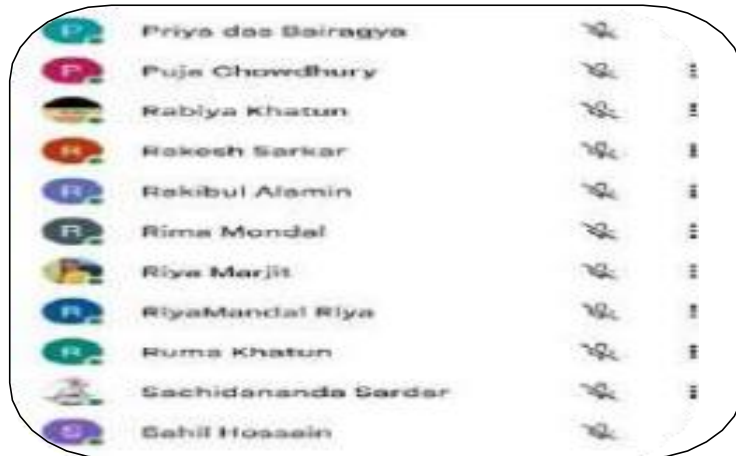 P Priya das Bairagya
P Puja Chowdhury
Rabiya Khatun
R Rakesh Sarkar
R Rakibul Alamin
R Rima Mondal
Riya Marjit
R RiyaMandal Riya
R Ruma Khatun
Sachidananda Sardar
S Sahil Hossain